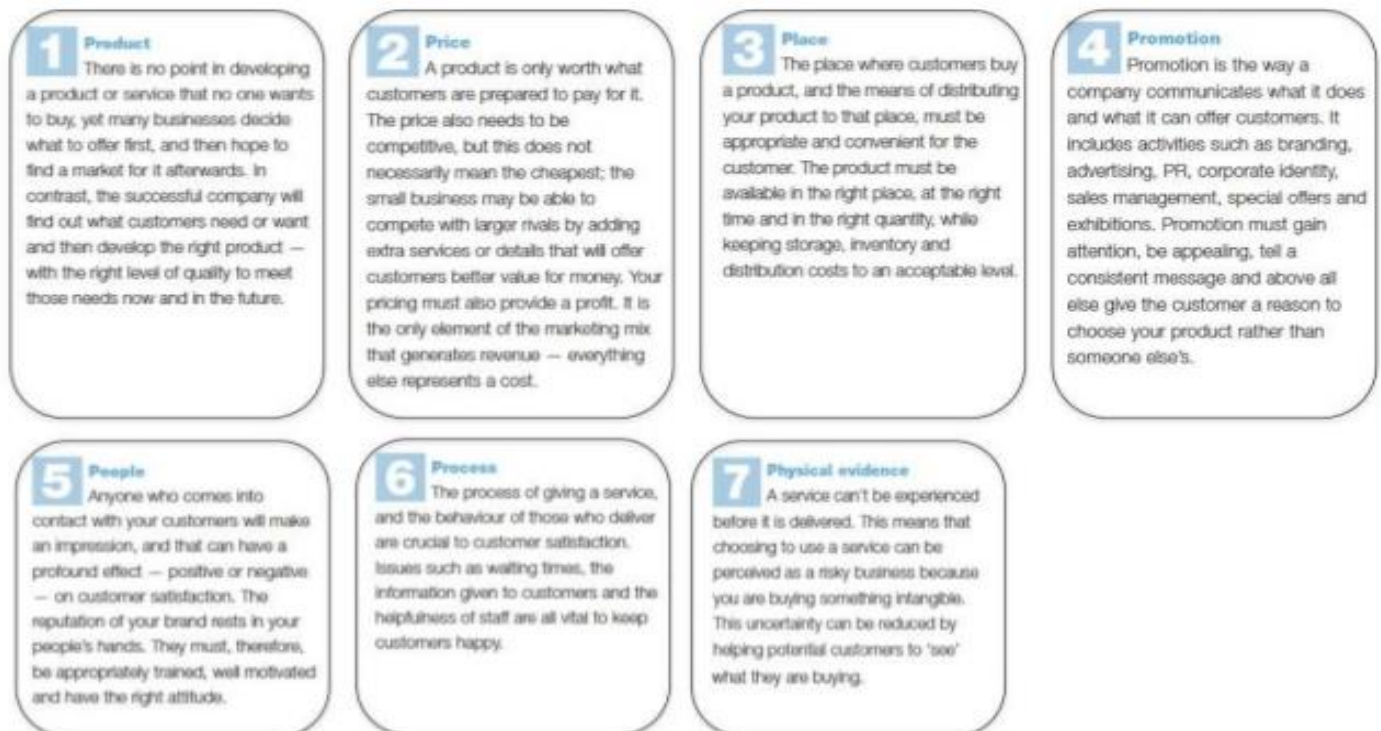 1 Product
There is no point in developing
a product or service that no one wants
to buy, yet many businesses decide
what to offer first, and then hope to
find a market for it afterwards. In
contrast, the successful company will
find out what customers need or want
and then develop the right product —
with the right level of quality to meet
those needs now and in the future.
2 Price
A product is only worth what
customers are prepared to pay for it.
The price also needs to be
competitive, but this does not
necessarily mean the cheapest; the
small business may be able to
compete with larger rivals by adding
extra services or details that will offer
customers better value for money. Your
pricing must also provide a profit. It is
the only element of the marketing mix
that generates revenue — everything
else represents a cost.
3 Place
The place where customers buy
a product, and the means of distributing
your product to that place, must be
appropriate and convenient for the
customer. The product must be
available in the right place, at the right
time and in the right quantity, while
keeping storage, inventory and
distribution costs to an acceptable level.
4 Promotion
Promotion is the way a
company communicates what it does
and what it can offer customers. It
includes activities such as branding,
advertising, PR, corporate identity,
sales management, special offers and
exhibitions. Promotion must gain
attention, be appealing, tell a
consistent message and above all
else give the customer a reason to
choose your product rather than
someone else's.
5 People
Anyone who comes into
contact with your customers will make
an impression, and that can have a
profound effect — positive or negative
— on customer satisfaction. The
reputation of your brand rests in your
people's hands. They must, therefore,
be appropriately trained, well motivated
and have the right attitude.
6 Process
The process of giving a service,
and the behaviour of those who deliver
are crucial to customer satisfaction.
Issues such as waiting times, the
information given to customers and the
helpfulness of staff are all vital to keep
customers happy.
7 Physical evidence
A service can't be experienced
before it is delivered. This means that
choosing to use a service can be
perceived as a risky business because
you are buying something intangible.
This uncertainty can be reduced by
helping potential customers to 'see'
what they are buying.